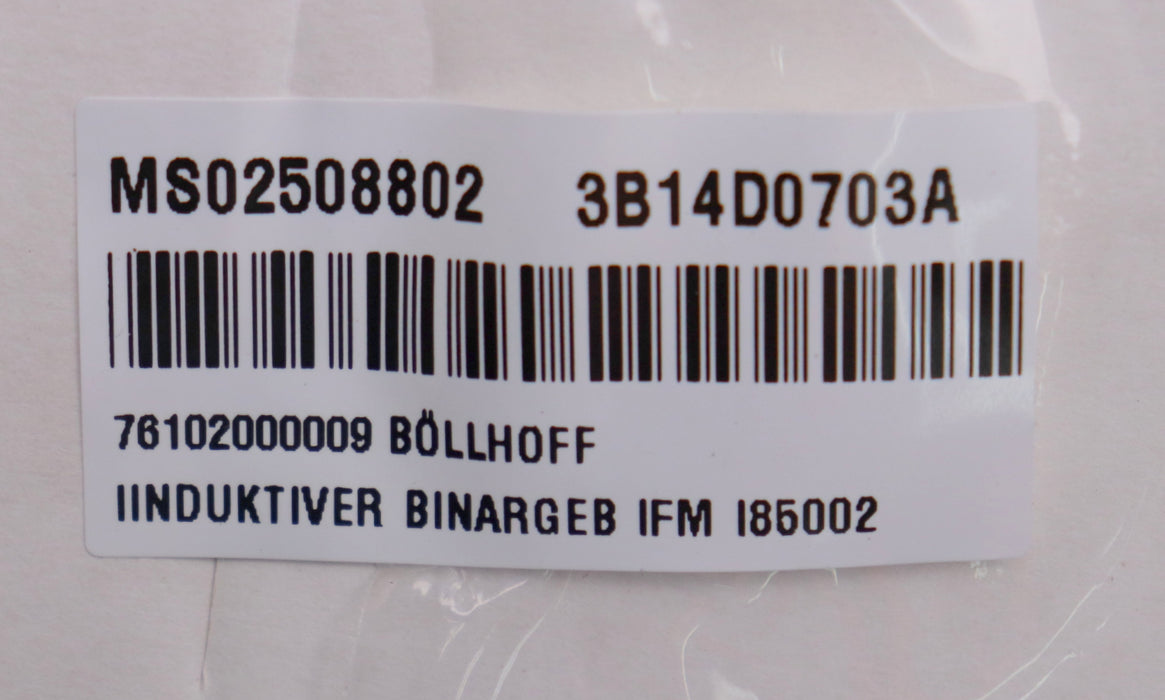 MS02508802 3B14D0703A
76102000009 BÖLLHOFF
IINDUKTIVER BINARGEB IFM I85002